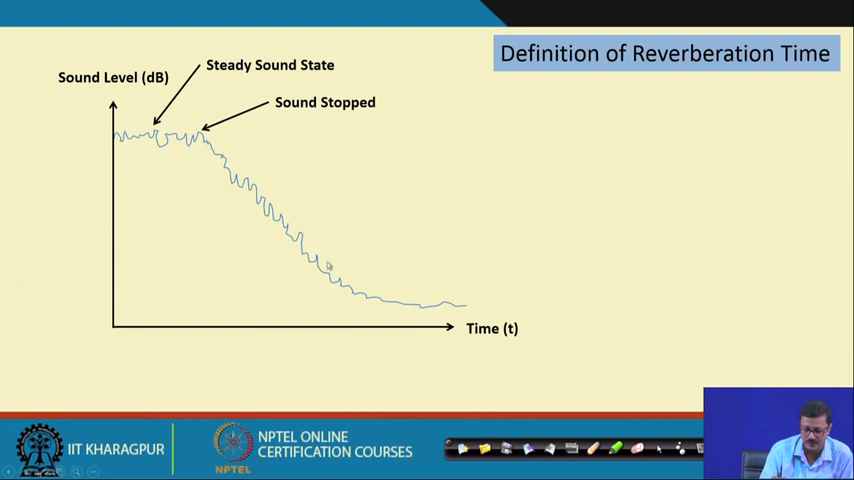 Definition of Reverberation Time
Steady Sound State
Sound Level (dB)
Sound Stopped
Time (t)
IIT KHARAGPUR
NPTEL
NPTEL ONLINE
CERTIFICATION COURSES